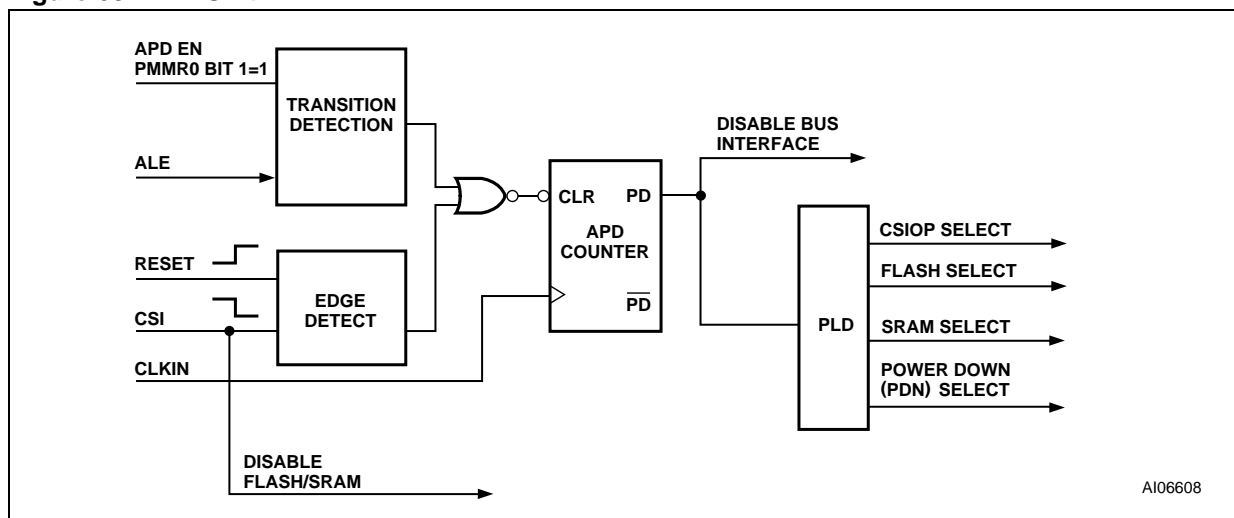 APD EN
PMMR0 BIT 1=1
TRANSITION
DETECTION
ALE
DISABLE BUS
INTERFACE
CLR
PD
APD
COUNTER
PD
RESET
CSI
EDGE
DETECT
CLKIN
PLD
CSIOP SELECT
FLASH SELECT
SRAM SELECT
POWER DOWN
(PDN) SELECT
DISABLE
FLASH/SRAM
AI06608